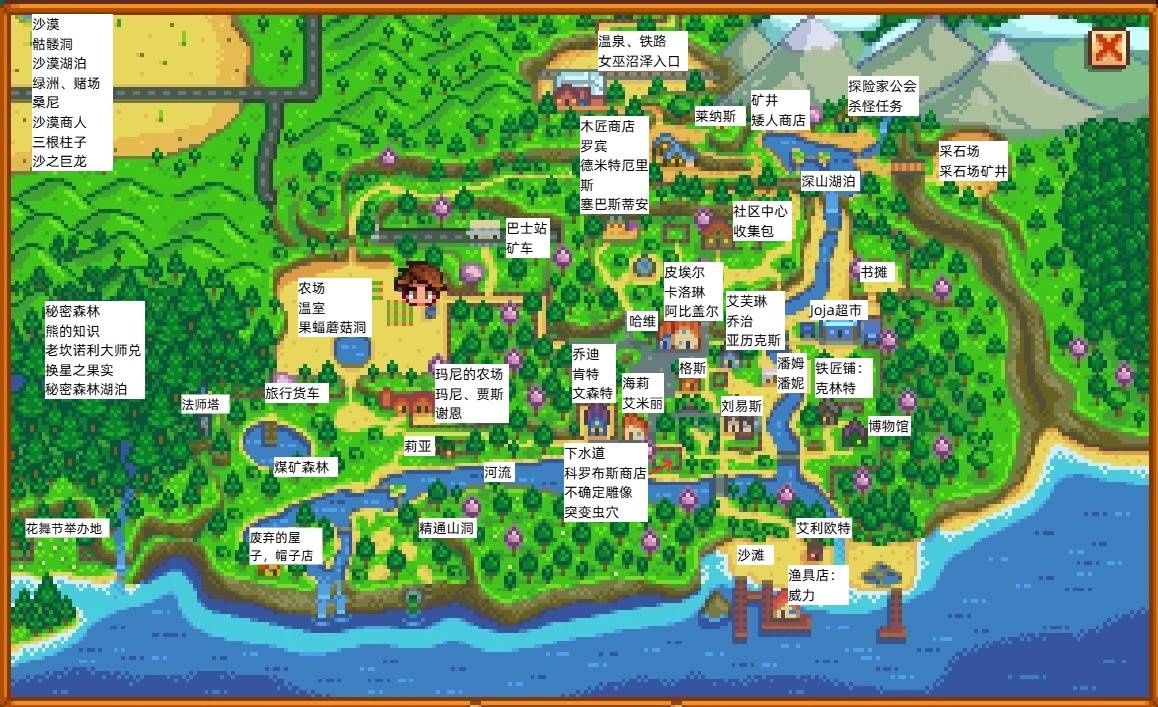 沙漠
骷髅洞
沙漠湖泊
绿洲、赌场
桑尼
沙漠商人
三根柱子
沙之巨龙
温泉、铁路
女巫沼泽入口
探险家公会
杀怪任务
矿井
矮人商店
莱纳斯
木匠商店
罗宾
德米特厄里
斯
塞巴斯蒂安
采石场
采石场矿井
深山湖泊
社区中心
收集包
巴士站
矿车
书摊
皮埃尔
卡洛琳
阿比盖尔
农场
温室
果蝠蘑菇洞
艾芙琳
乔治
亚历克斯
Joja超市
哈维
秘密森林
熊的知识
老坎诺利大师兑
换星之果实
秘密森林湖泊
乔迪
肯特
文森特
潘姆
潘妮
铁匠铺：
克林特
格斯
玛尼的农场
玛尼、贾斯
谢恩
海莉
艾米丽
旅行货车
法师塔
刘易斯
博物馆
莉亚
下水道
科罗布斯商店
不确定雕像
突变虫穴
煤矿森林
河流
花舞节举办地
精通山洞
艾利欧特
废弃的屋
子，帽子店
沙滩
渔具店：
威力